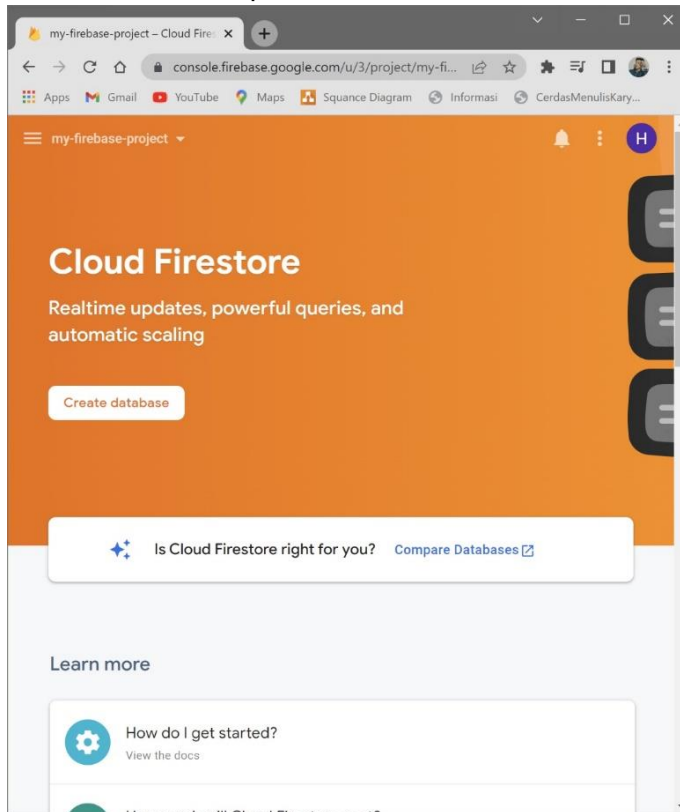 my-firebase-project – Cloud Fire
console.firebase.google.com/u/3/project/my-fi...
Apps Gmail YouTube Maps Squance Diagram Informasi CerdasMenulisKary...
my-firebase-project
H
Cloud Firestore
Realtime updates, powerful queries, and
automatic scaling
Create database
Is Cloud Firestore right for you? Compare Databases
Learn more
How do I get started?
View the docs